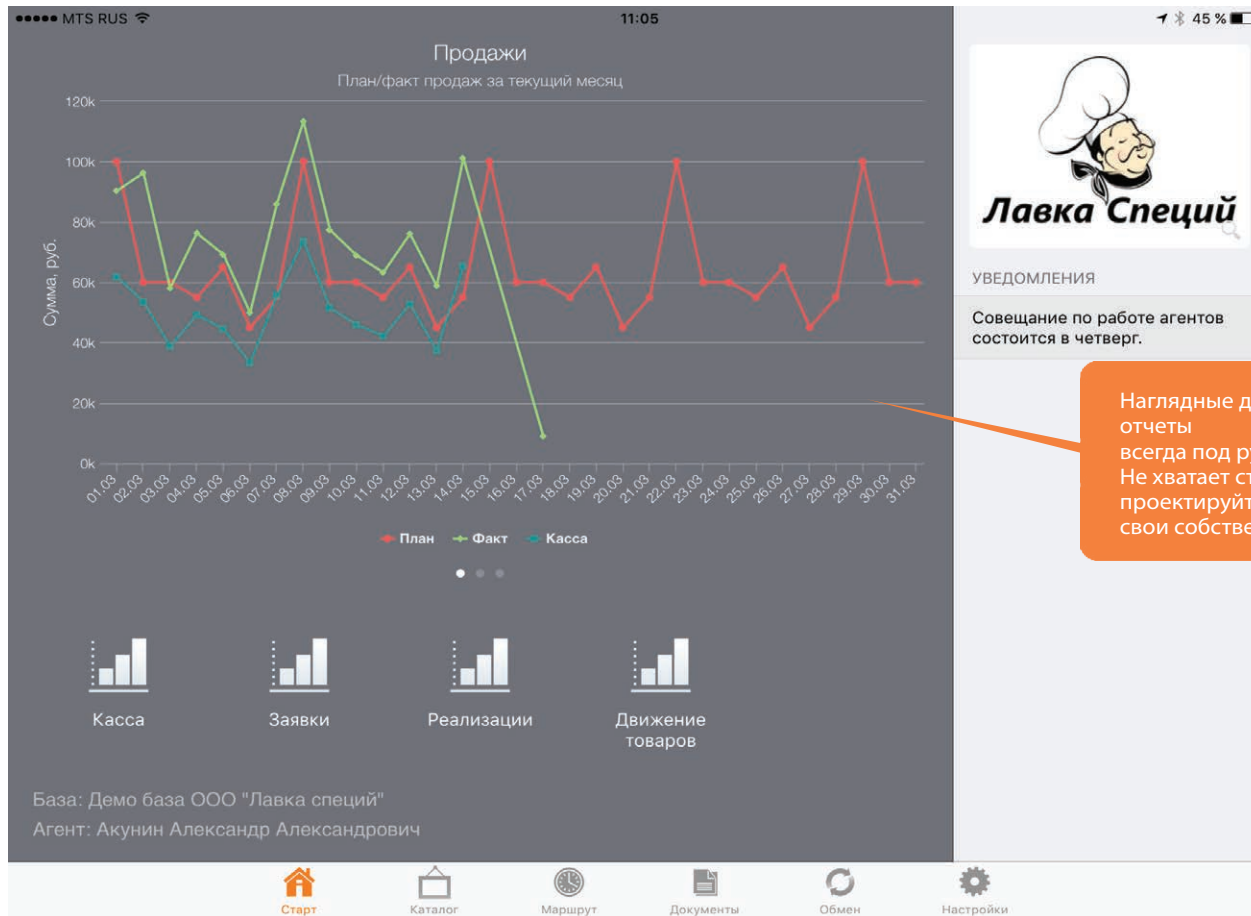 MTS RUS
11:05
45 %
Продажи
План/факт продаж за текущий месяц
120k
100k
80k
60k
40k
20k
0k
Сумма, руб.
01.03 02.03 03.03 04.03 05.03 06.03 07.03 08.03 09.03 10.03 11.03 12.03 13.03 14.03 15.03 16.03 17.03 18.03 19.03 20.03 21.03 22.03 23.03 24.03 25.03 26.03 27.03 28.03 29.03 30.03 31.03
План Факт Касса
Касса
Заявки
Реализации
Движение
товаров
База: Демо база ООО "Лавка специй"
Агент: Акунин Александр Александрович
Лавка Специй
УВЕДОМЛЕНИЯ
Совещание по работе агентов
состоится в четверг.
Наглядные
отчеты
всегда под
Не хватает
свои
Старт Каталог Маршрут Документы Обмен Настройки